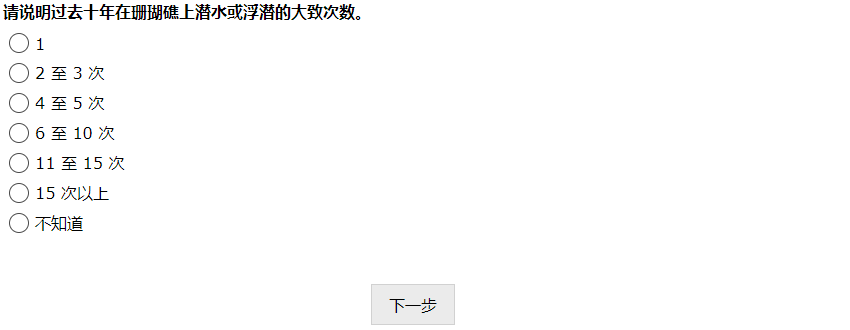 请说明过去十年在珊瑚礁上潜水或浮潜的大致次数。
1
2 至 3 次
4 至 5 次
6 至 10 次
11 至 15 次
15 次以上
不知道
下一步